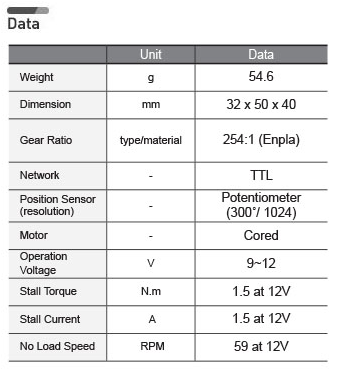 Data
Unit Data
Weight g 54.6
Dimension mm 32 x 50 x 40
Gear Ratio type/material 254:1 (Enpla)
Network - TTL
Position Sensor (resolution) - Potentiometer (300˚/ 1024)
Motor - Cored
Operation Voltage V 9~12
Stall Torque N.m 1.5 at 12V
Stall Current A 1.5 at 12V
No Load Speed RPM 59 at 12V